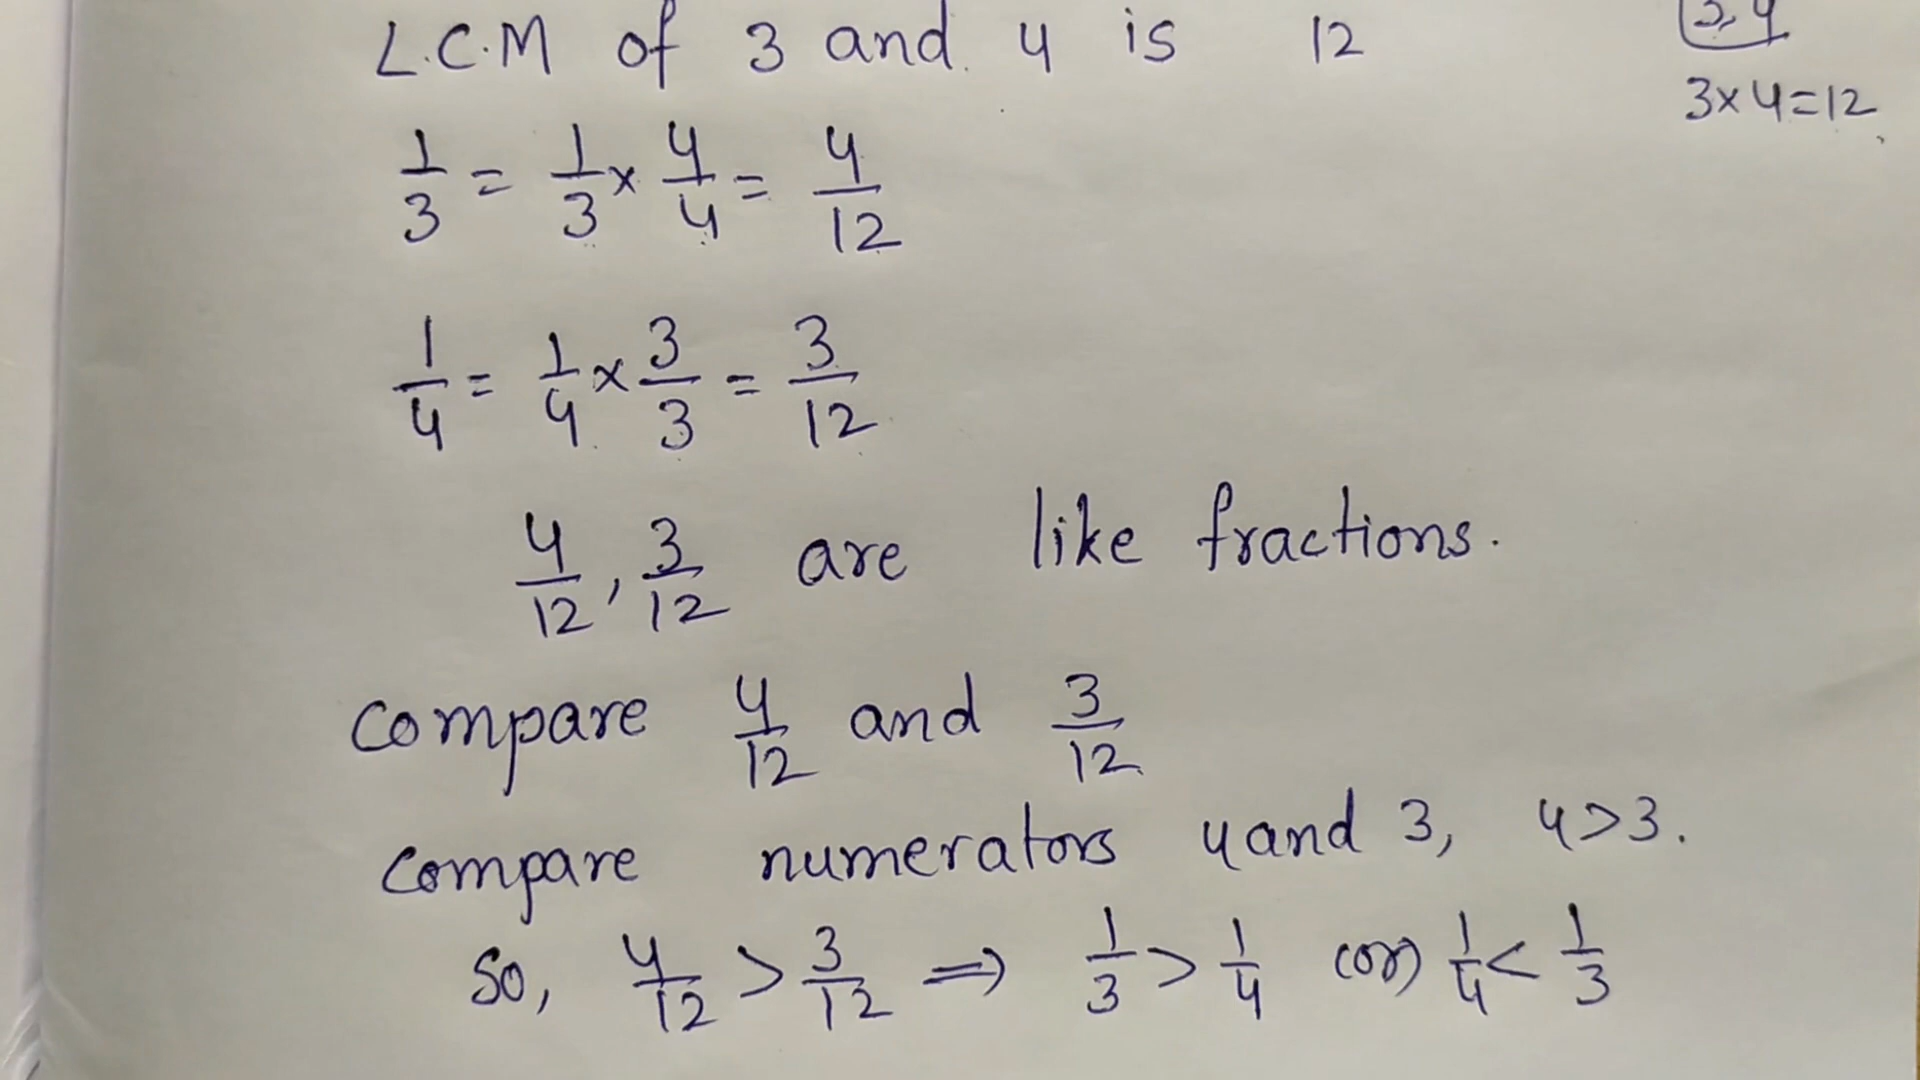 L.C.M of 3 and 4 is 12
3,4
3×4=12
1/3 = 1/3 × 4/4 = 4/12
1/4 = 1/4 × 3/3 = 3/12
4/12, 3/12 are like fractions.
compare 4/12 and 3/12
compare numerators 4 and 3, 4>3.
So, 4/12 > 3/12 ⇒ 1/3 > 1/4 (or) 1/4 < 1/3